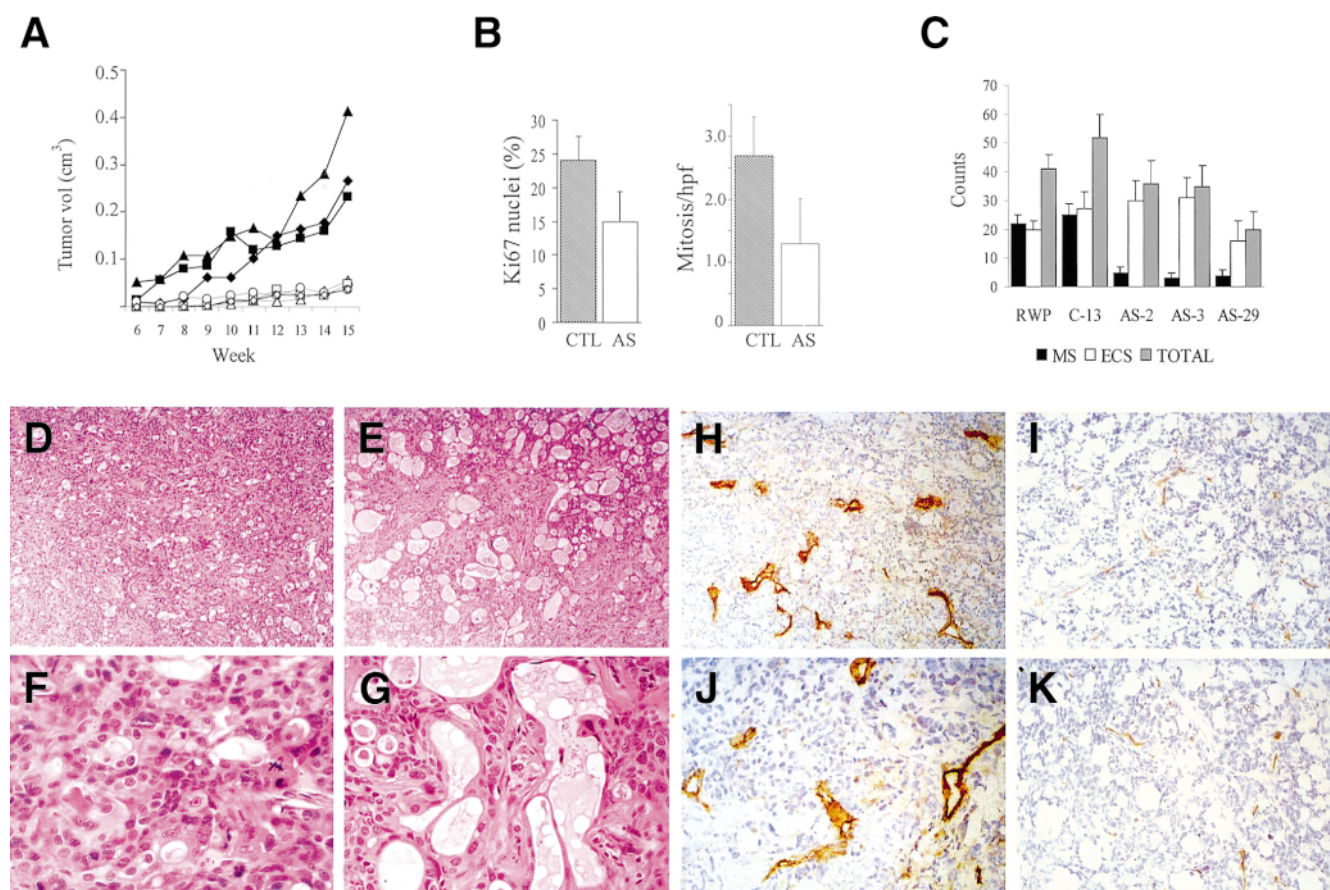 A
B
C
Tumor vol (cm3)
0.5
0.4
0.3
0.2
0.1
6 7 8 9 10 11 12 13 14 15
Week
Ki67 nuclei (%)
30
25
20
15
10
5
0
CTL AS
Mitosis/hpf
3.0
2.0
1.0
0
CTL AS
Counts
70
60
50
40
30
20
10
0
RWP C-13 AS-2 AS-3 AS-29
MS ECS TOTAL
D
E
H
I
F
G
J
K